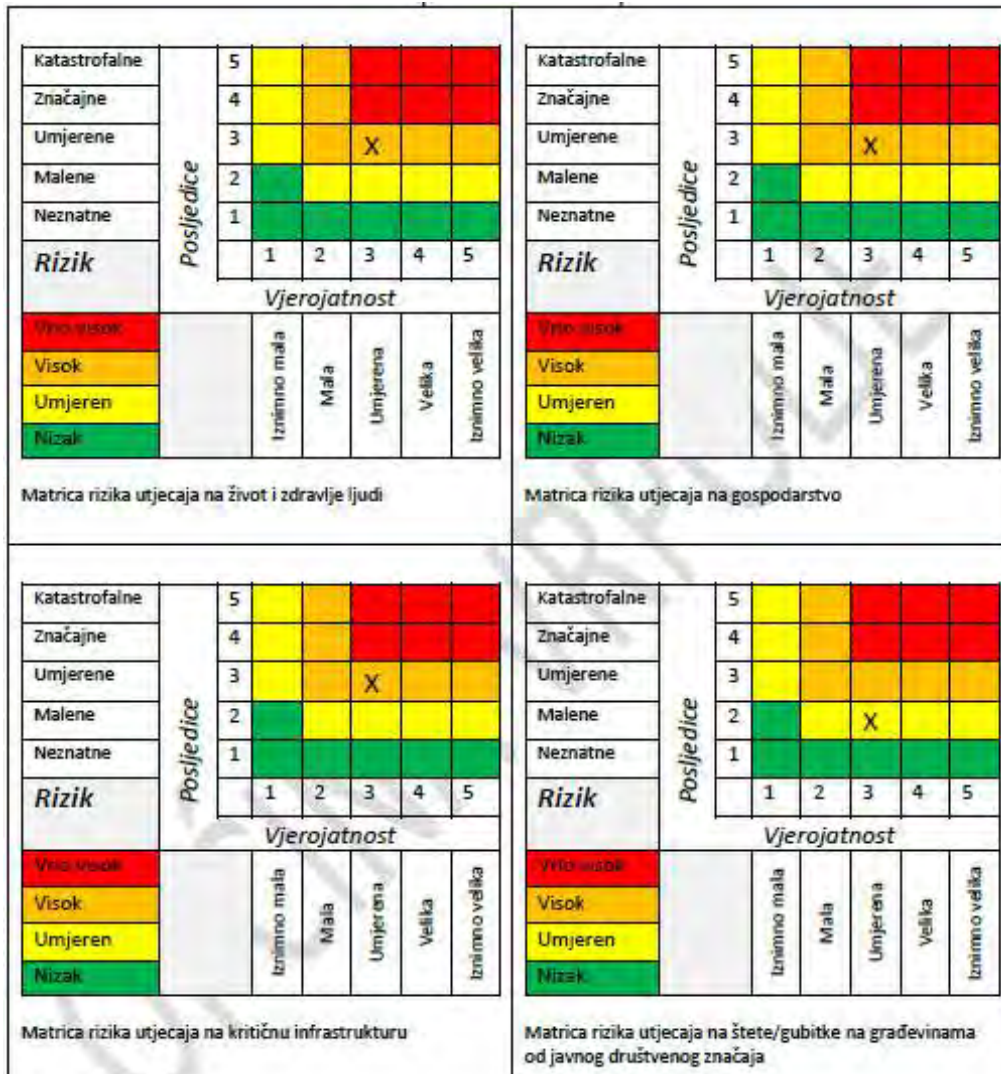 Katastrofalne 5
Značajne 4
Umjerene 3 X
Malene 2
Neznatne 1
Posljedice
Rizik 1 2 3 4 5
Vjerojatnost
Vrlo visok
Visok
Umjeren
Nizak
Iznimno mala
Mala
Umjerena
Velika
Iznimno velika
Matrica rizika utjecaja na život i zdravlje ljudi
Katastrofalne 5
Značajne 4
Umjerene 3 X
Malene 2
Neznatne 1
Posljedice
Rizik 1 2 3 4 5
Vjerojatnost
Vrlo visok
Visok
Umjeren
Nizak
Iznimno mala
Mala
Umjerena
Velika
Iznimno velika
Matrica rizika utjecaja na gospodarstvo
Katastrofalne 5
Značajne 4
Umjerene 3 X
Malene 2
Neznatne 1
Posljedice
Rizik 1 2 3 4 5
Vjerojatnost
Vrlo visok
Visok
Umjeren
Nizak
Iznimno mala
Mala
Umjerena
Velika
Iznimno velika
Matrica rizika utjecaja na kritičnu infrastrukturu
Katastrofalne 5
Značajne 4
Umjerene 3
Malene 2 X
Neznatne 1
Posljedice
Rizik 1 2 3 4 5
Vjerojatnost
Vrlo visok
Visok
Umjeren
Nizak
Iznimno mala
Mala
Umjerena
Velika
Iznimno velika
Matrica rizika utjecaja na štete/gubitke na građevinama
od javnog društvenog značaja